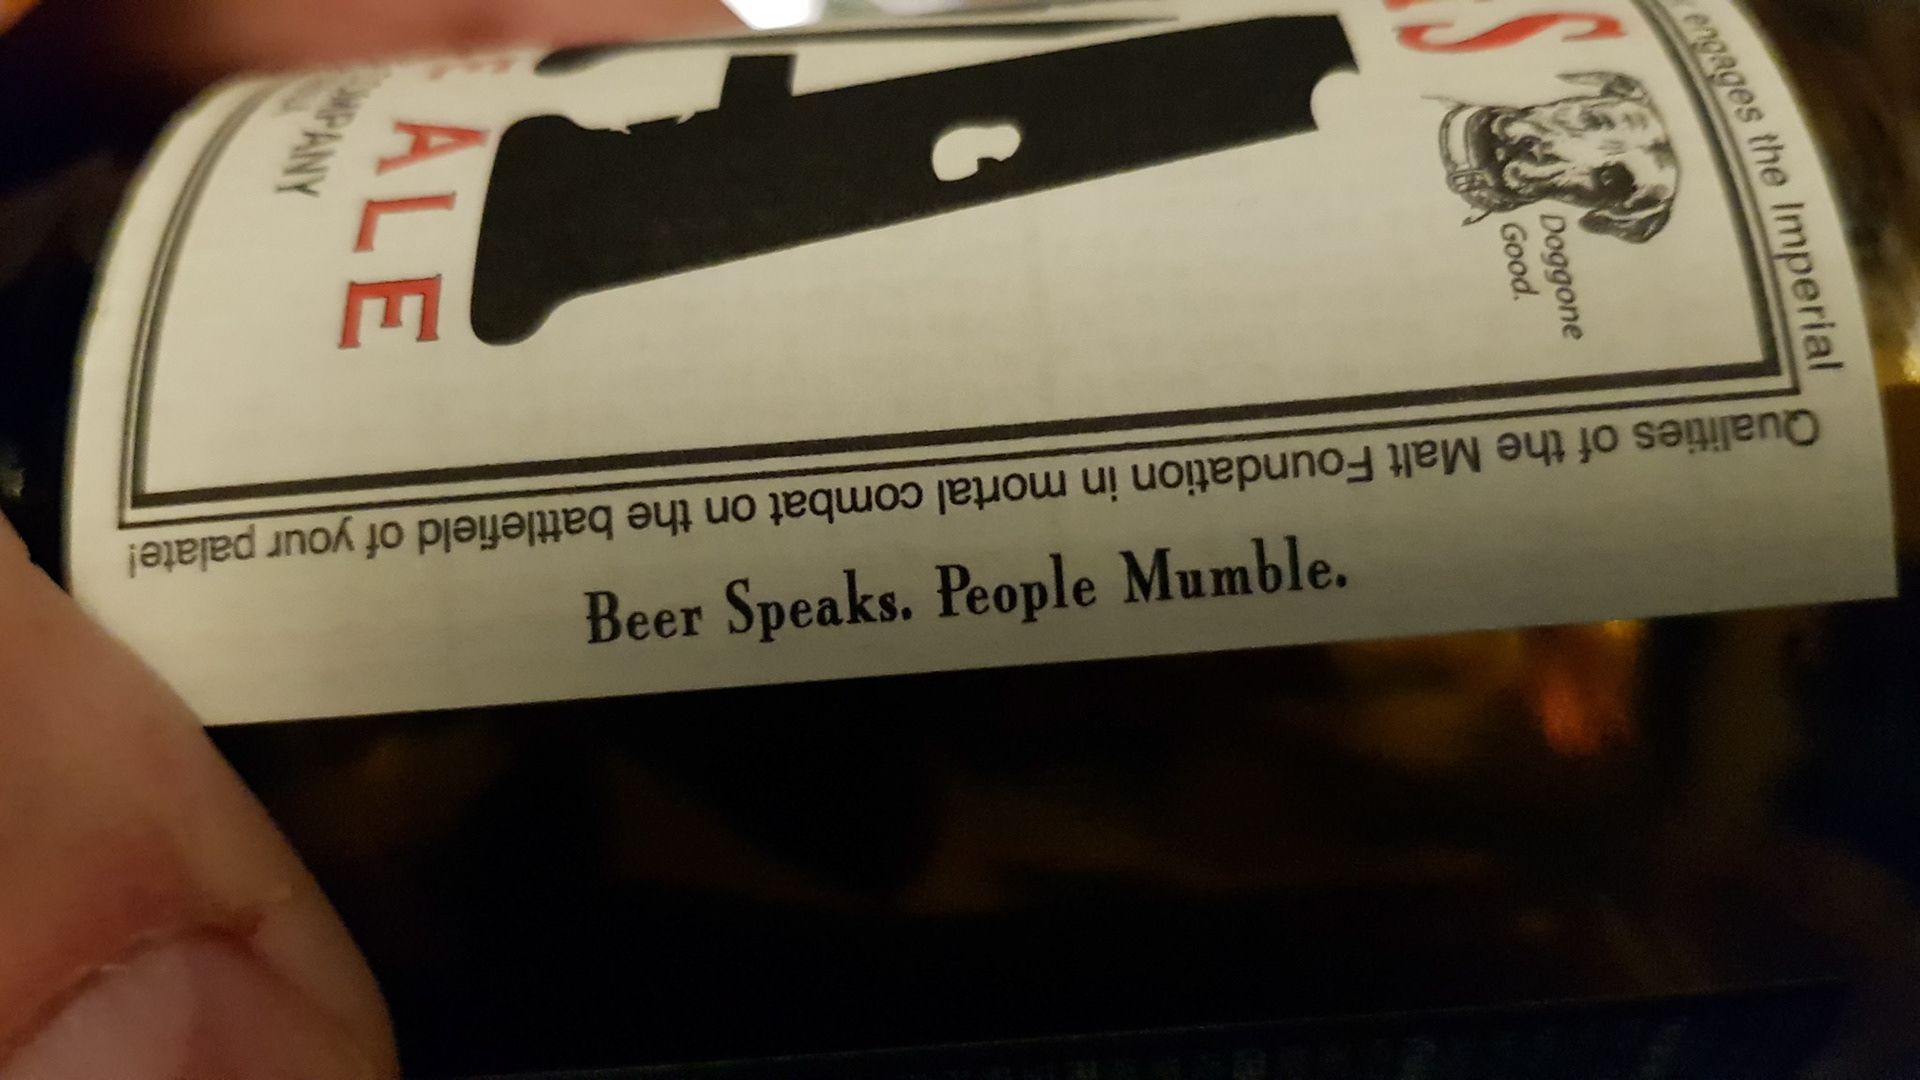 S
Doggone
Good.
ALE
COMPANY
engages the Imperial
Qualities of the Malt Foundation in mortal combat on the battlefield of your palate!
Beer Speaks. People Mumble.